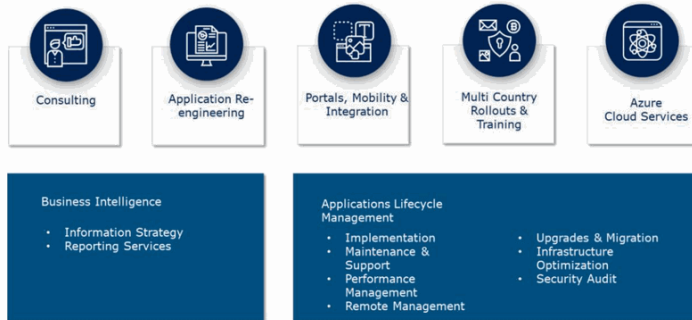 Consulting
Application Re-
engineering
Portals, Mobility &
Integration
Multi Country
Rollouts &
Training
Azure
Cloud Services
Business Intelligence
• Information Strategy
• Reporting Services
Applications Lifecycle
Management
• Implementation
• Maintenance &
Support
• Performance
Management
• Remote Management
• Upgrades & Migration
• Infrastructure
Optimization
• Security Audit